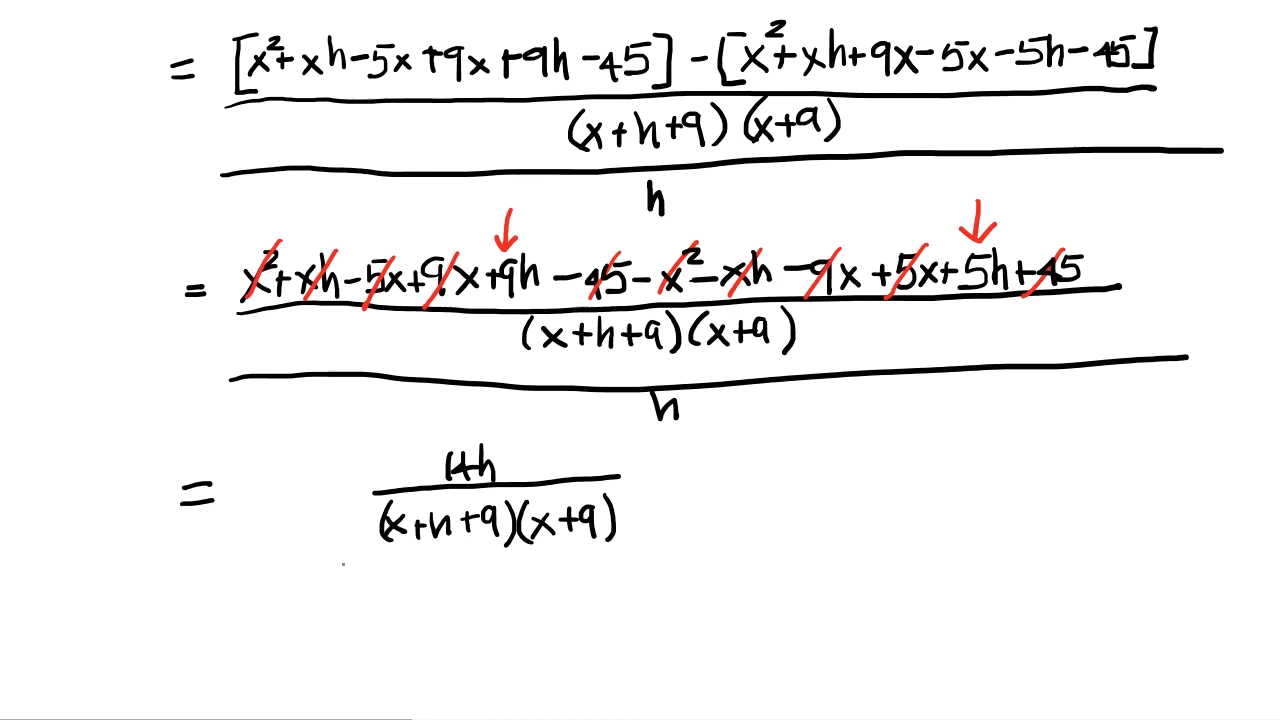 = [x²+xh-5x+9x+9h-45] - [x²+xh+9x-5x-5h-45]
(x+h+9)(x+9)
h
= x²+xh-5x+9x+9h-45-x²-xh-9x+5x+5h+45
(x+h+9)(x+9)
h
= 14h
(x+h+9)(x+9)